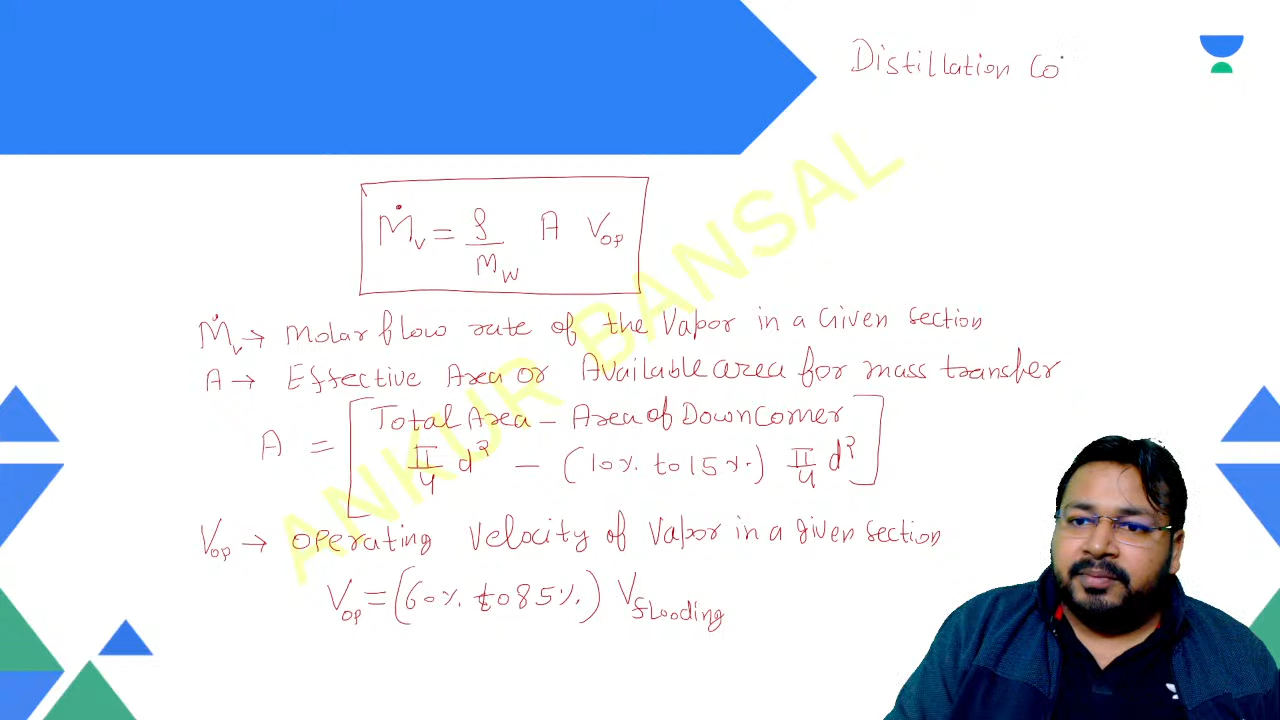 Distillation Co
Ṁv = ρ/Mw A Vop
Ṁv → Molar flow rate of the Vapor in a Given section
A → Effective Area or Available area for mass transfer
A = [Total Area - Area of DownComer
π/4 d² - (10% to 15%) π/4 d²]
Vop → Operating Velocity of Vapor in a given section
Vop = (60% to 85%) Vflooding
ANKUR BANSAL